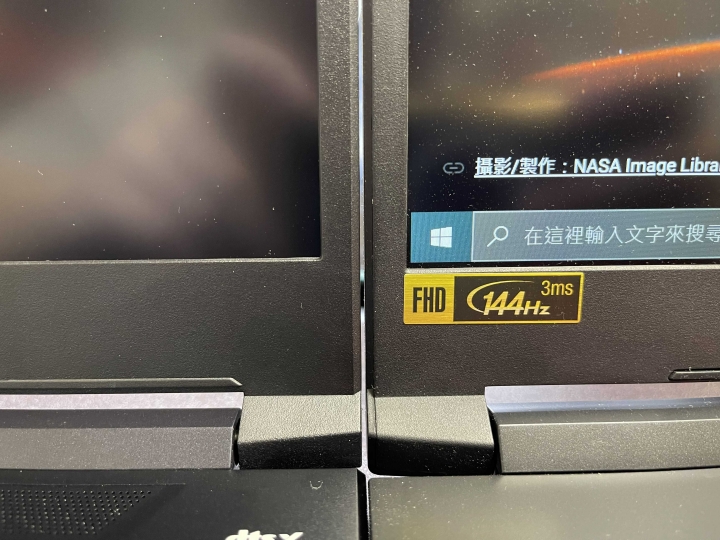 攝影/製作：NASA Image
在這裡輸入文字來搜尋
FHD 144Hz 3ms